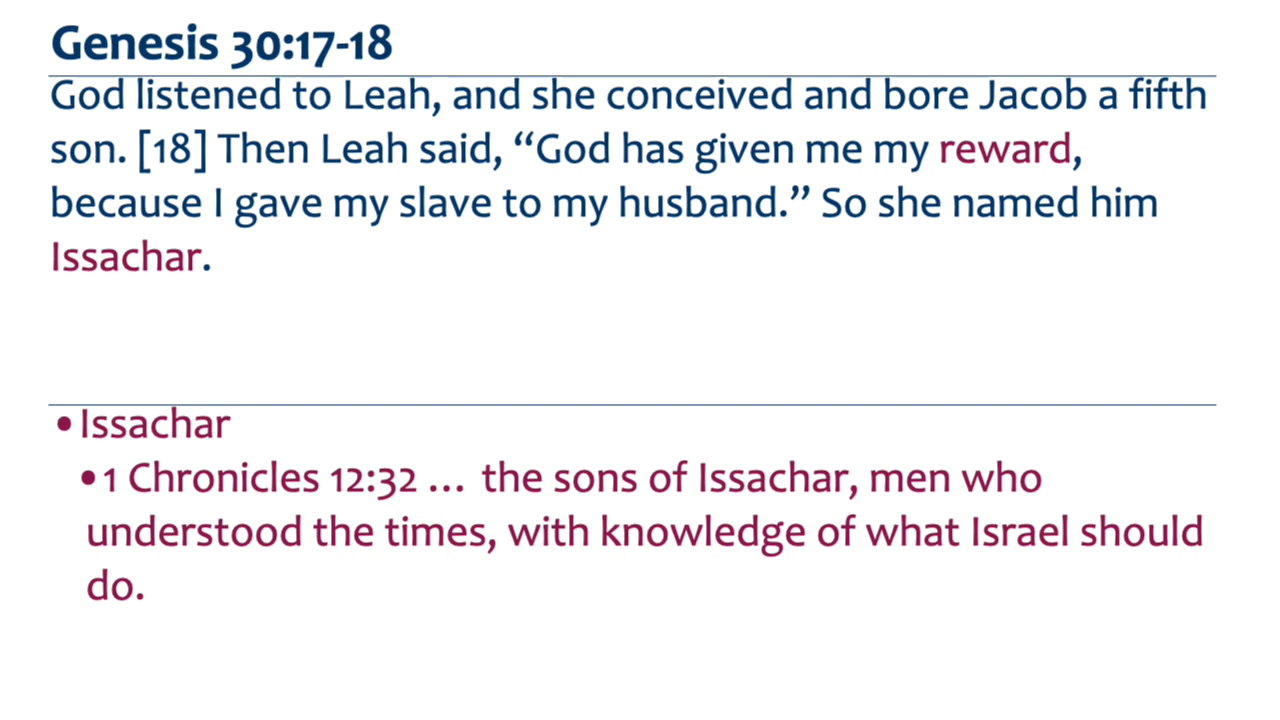 Genesis 30:17-18
God listened to Leah, and she conceived and bore Jacob a fifth
son. [18] Then Leah said, “God has given me my reward,
because I gave my slave to my husband.” So she named him
Issachar.
•Issachar
•1 Chronicles 12:32 … the sons of Issachar, men who
understood the times, with knowledge of what Israel should
do.